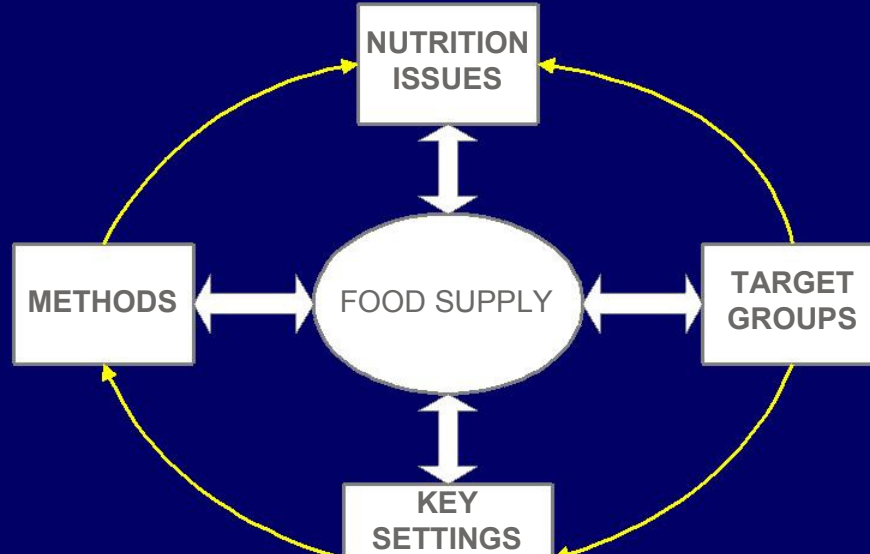 NUTRITION
ISSUES
METHODS
FOOD SUPPLY
TARGET
GROUPS
KEY
SETTINGS